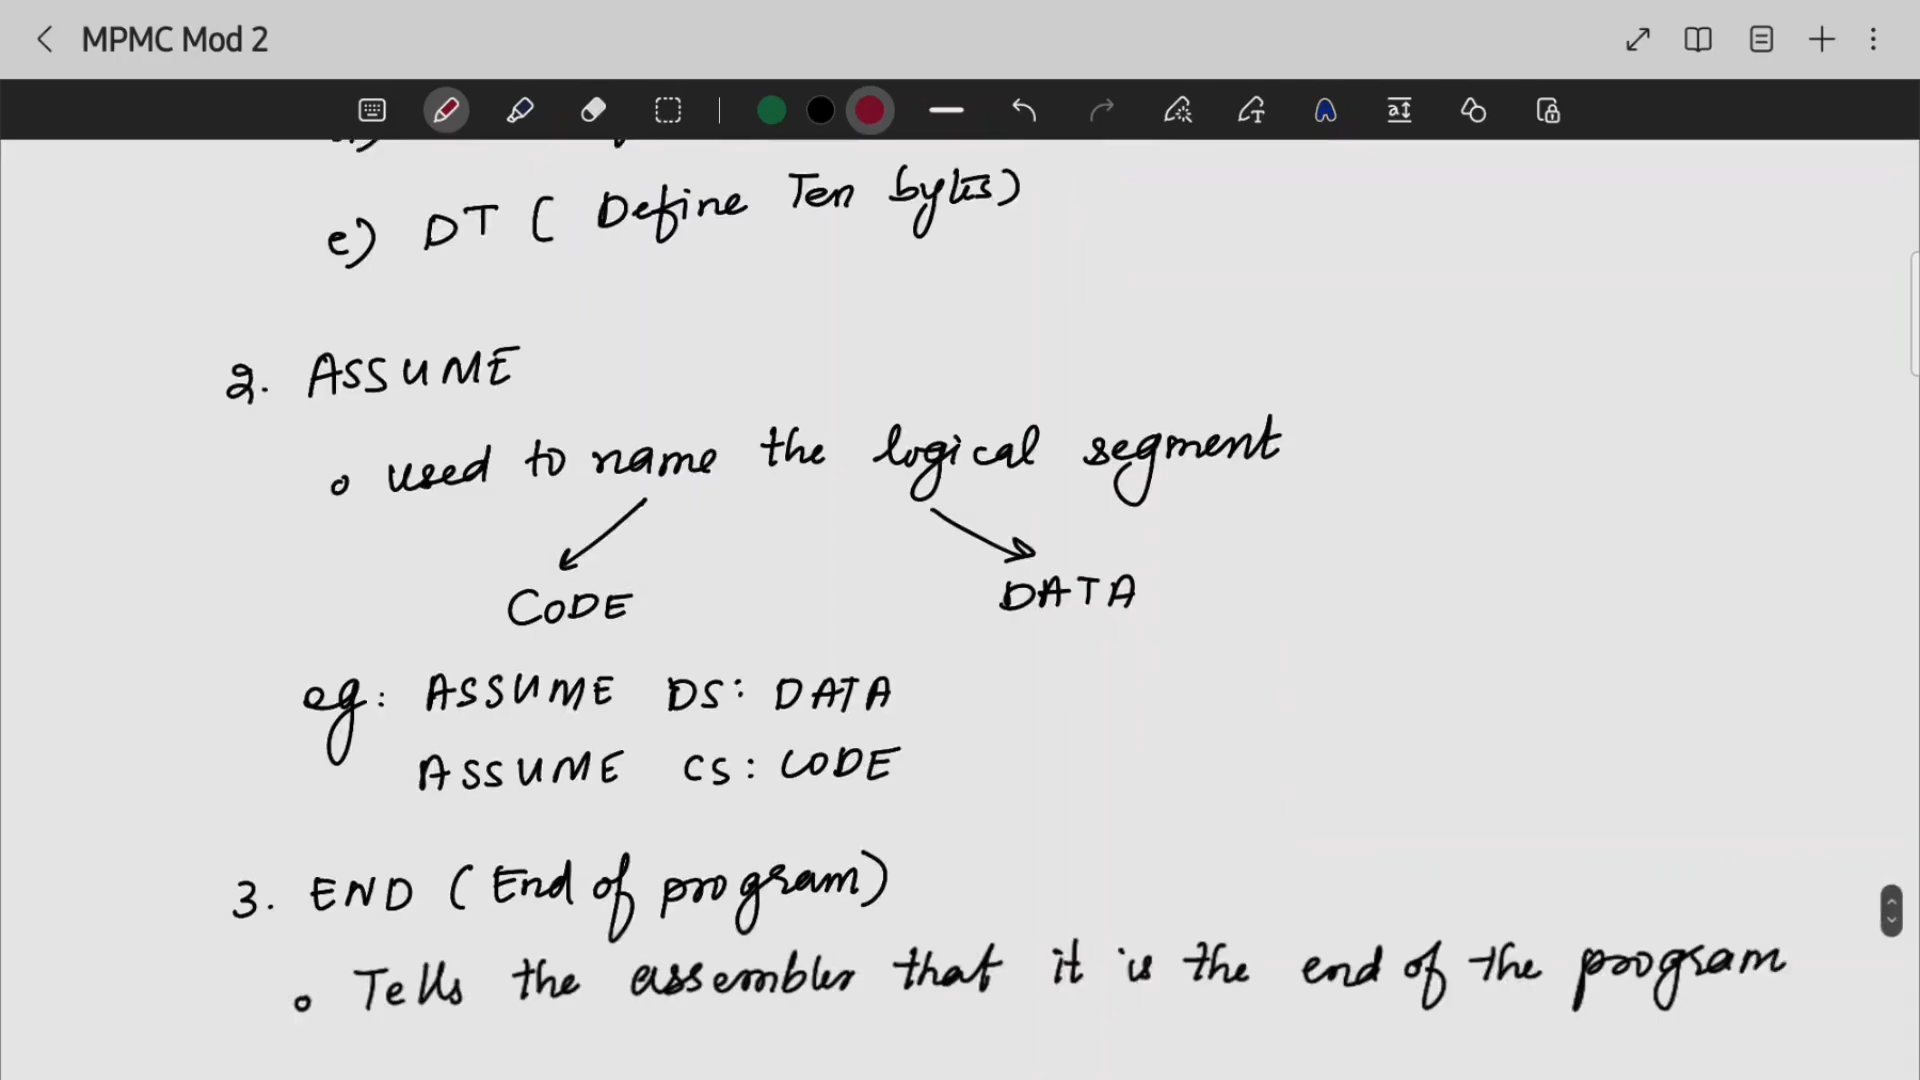 MPMC Mod 2
e) DT ( Define Ten bytes)
2. ASSUME
o used to name the logical segment
CODE DATA
eg: ASSUME DS: DATA
ASSUME CS: CODE
3. END (End of program)
o Tells the assembler that it is the end of the program